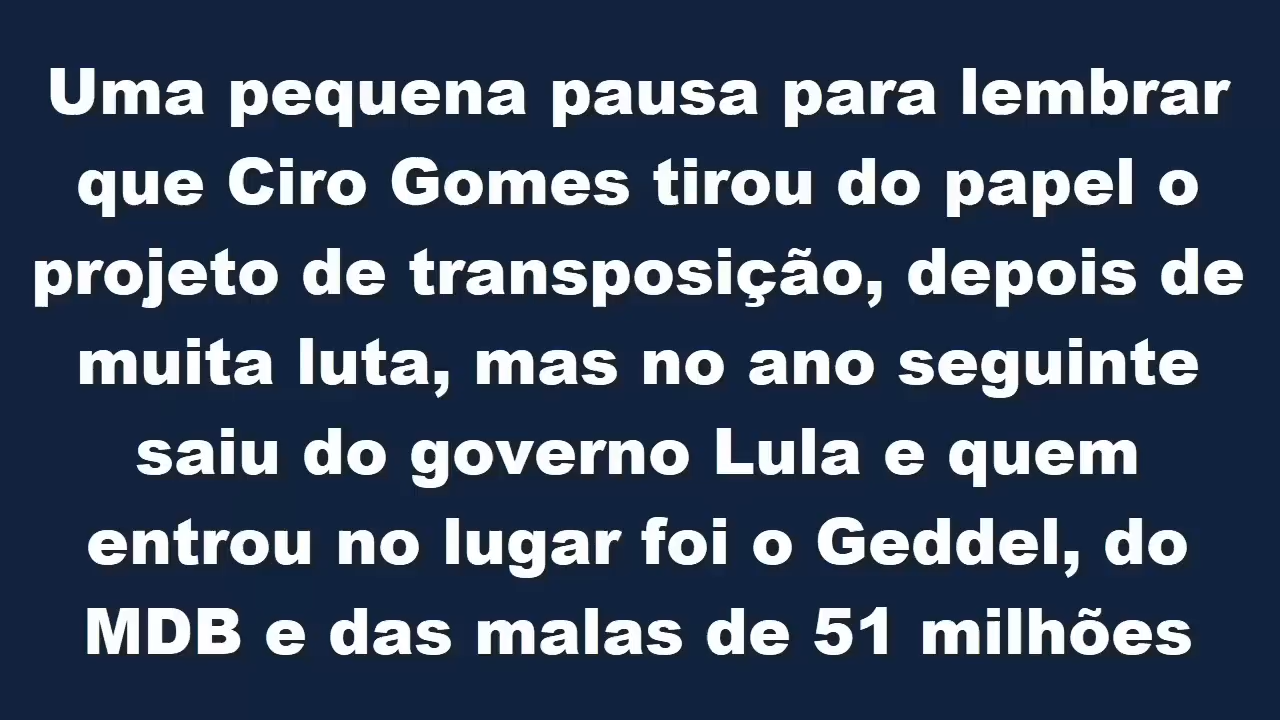 Uma pequena pausa para lembrar
que Ciro Gomes tirou do papel o
projeto de transposição, depois de
muita luta, mas no ano seguinte
saiu do governo Lula e quem
entrou no lugar foi o Geddel, do
MDB e das malas de 51 milhões